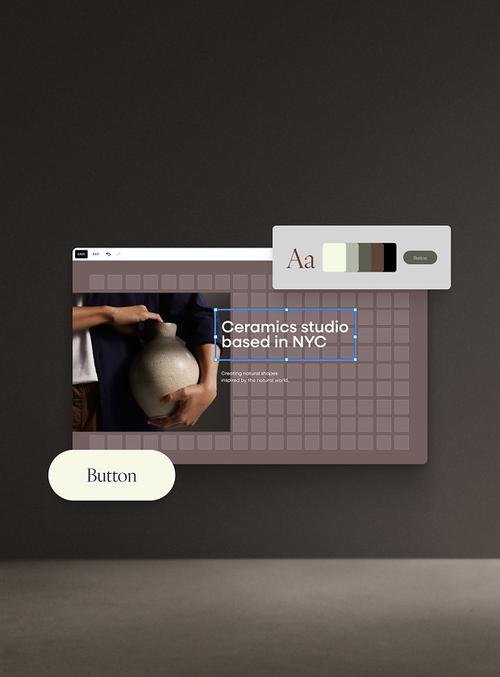 SAVE
EXIT
Aa
Button
Ceramics studio
based in NYC
Creating natural shapes
inspired by the natural world.
Button